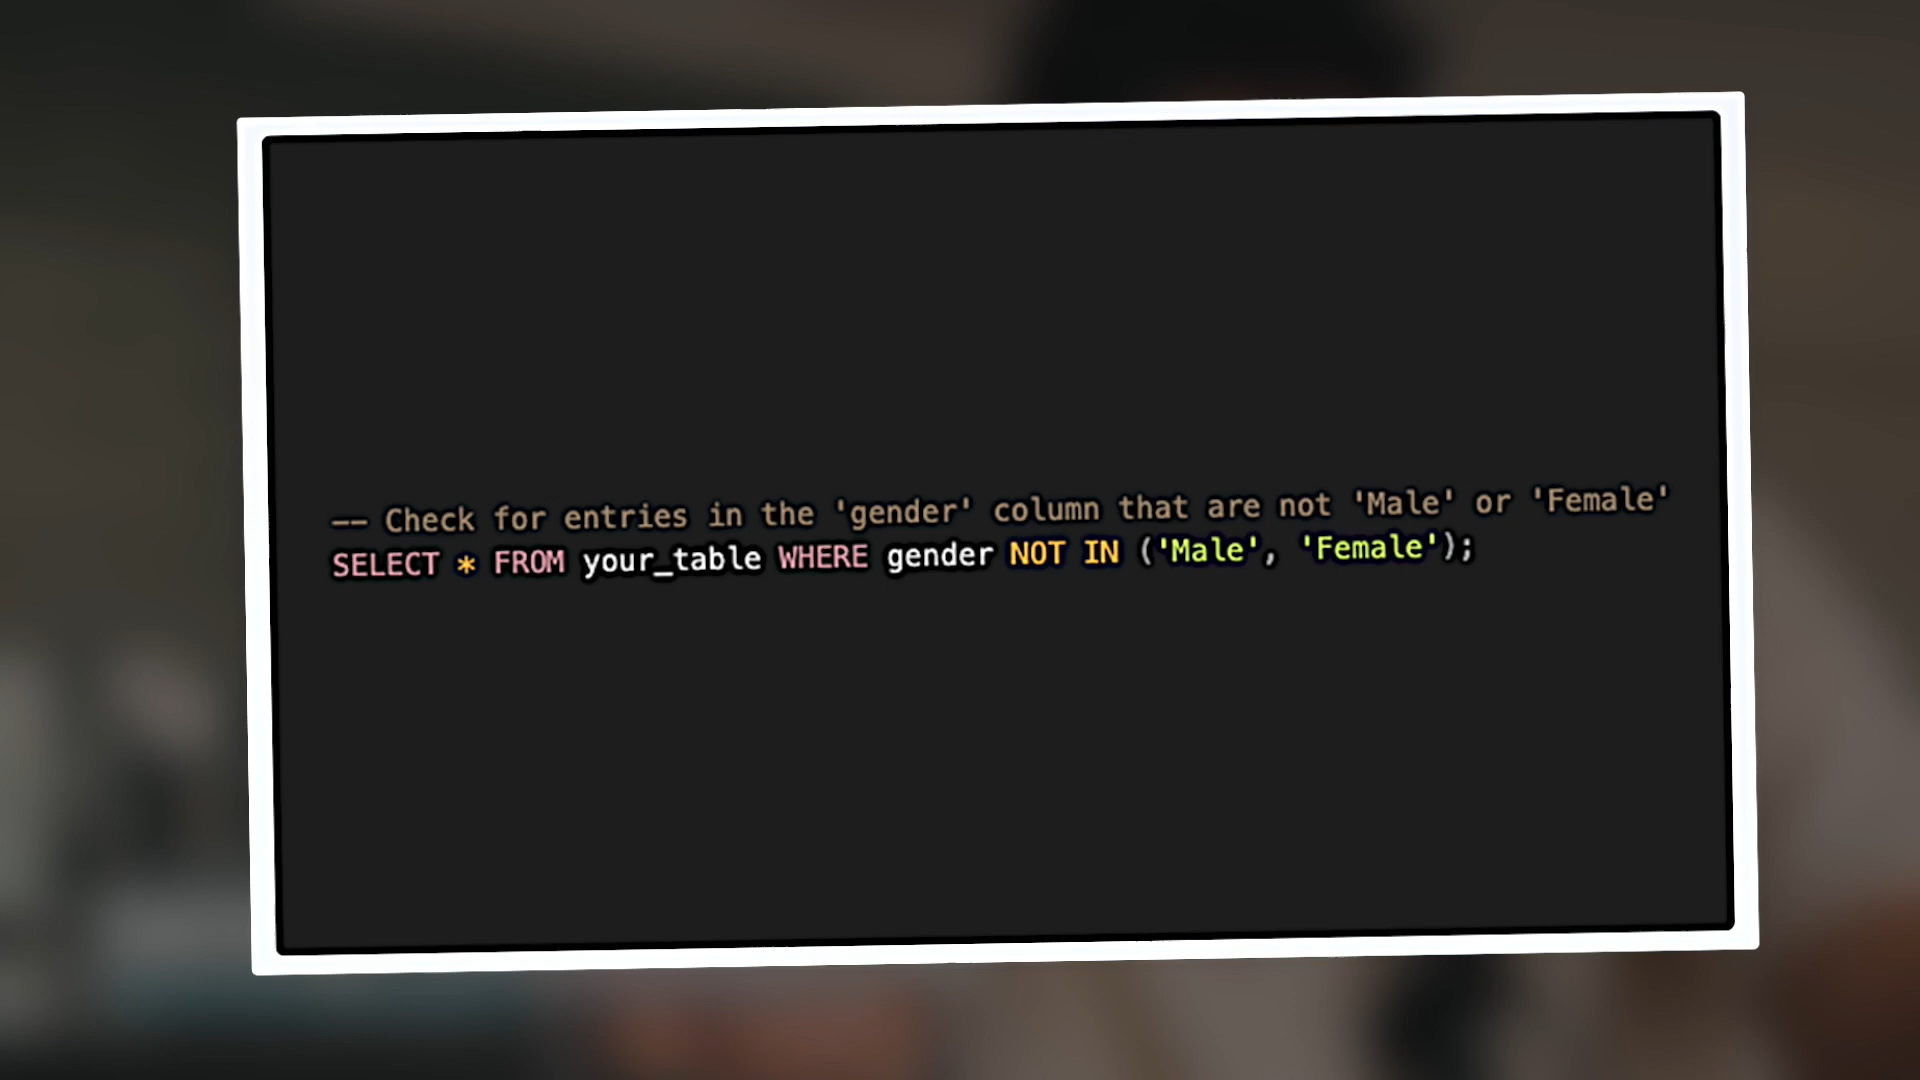 -- Check for entries in the 'gender' column that are not 'Male' or 'Female'
SELECT * FROM your_table WHERE gender NOT IN ('Male', 'Female');